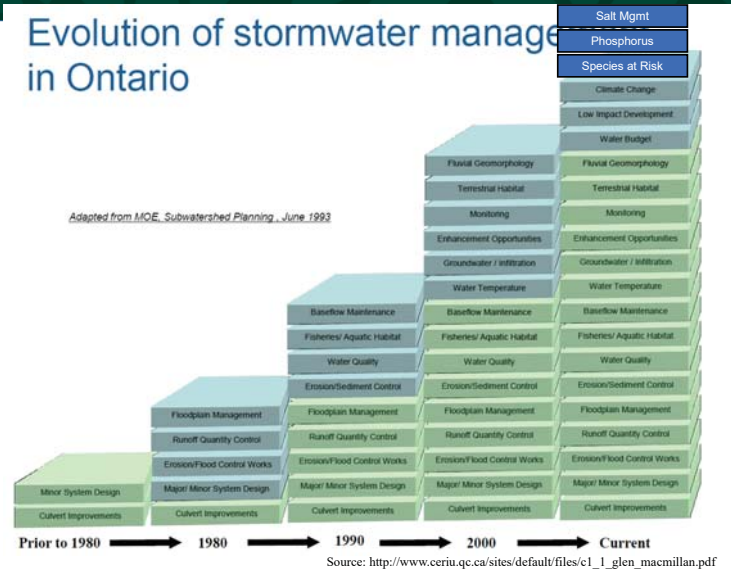 Evolution of stormwater manage
in Ontario
Salt Mgmt
Phosphorus
Species at Risk
Adapted from MOE, Subwatershed Planning , June 1993
Minor System Design
Culvert Improvements
Floodplain Management
Runoff Quantity Control
Erosion/Flood Control Works
Major/ Minor System Design
Culvert Improvements
Baseflow Maintenance
Fisheries/ Aquatic Habitat
Water Quality
Erosion/Sediment Control
Floodplain Management
Runoff Quantity Control
Erosion/Flood Control Works
Major/ Minor System Design
Culvert Improvements
Fluvial Geomorphology
Terrestrial Habitat
Monitoring
Enhancement Opportunities
Groundwater / Infiltration
Water Temperature
Baseflow Maintenance
Fisheries/ Aquatic Habitat
Water Quality
Erosion/Sediment Control
Floodplain Management
Runoff Quantity Control
Erosion/Flood Control Works
Major/ Minor System Design
Culvert Improvements
Climate Change
Low Impact Development
Water Budget
Fluvial Geomorphology
Terrestrial Habitat
Monitoring
Enhancement Opportunities
Groundwater / Infiltration
Water Temperature
Baseflow Maintenance
Fisheries/ Aquatic Habitat
Water Quality
Erosion/Sediment Control
Floodplain Management
Runoff Quantity Control
Erosion/Flood Control Works
Major/ Minor System Design
Culvert Improvements
Prior to 1980 1980 1990 2000 Current
Source: http://www.ceriu.qc.ca/sites/default/files/c1_1_glen_macmillan.pdf